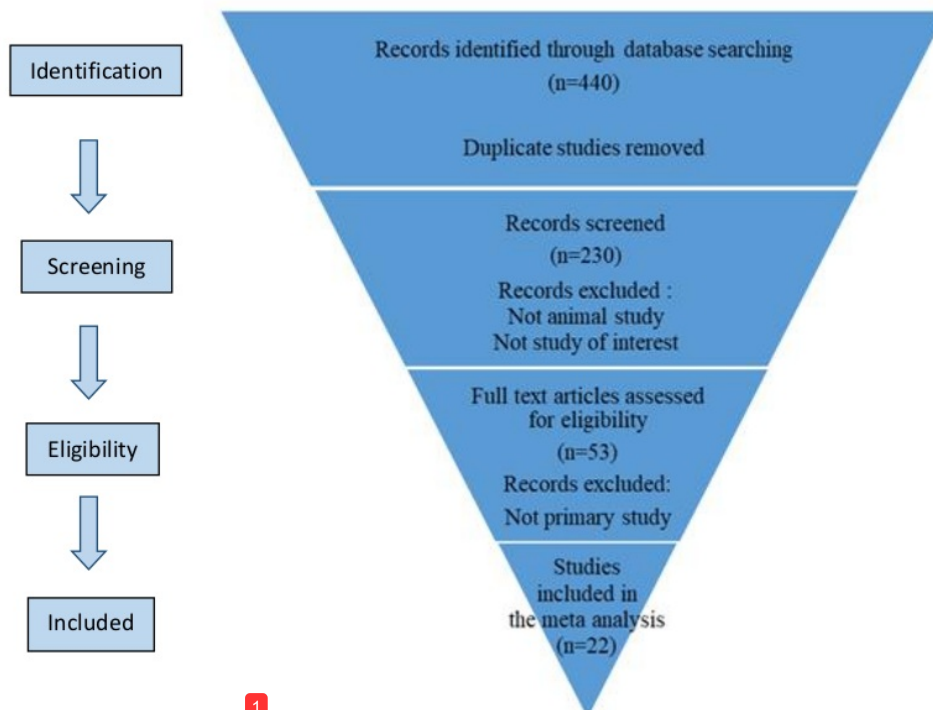 Identification
Screening
Eligibility
Included
Records identified through database searching
(n=440)
Duplicate studies removed
Records screened
(n=230)
Records excluded :
Not animal study
Not study of interest
Full text articles assessed
for eligibility
(n=53)
Records excluded:
Not primary study
Studies
included in
the meta analysis
(n=22)
1